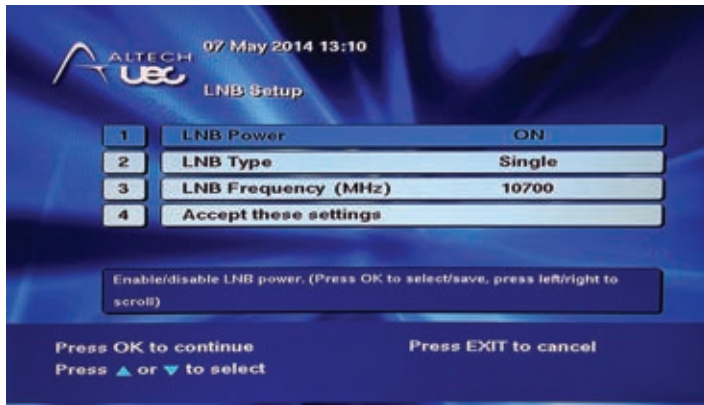 ALTECH
UEC
07 May 2014 13:10
LNB Setup
1 LNB Power ON
2 LNB Type Single
3 LNB Frequency (MHz) 10700
4 Accept these settings
Enable/disable LNB power. (Press OK to select/save, press left/right to
scroll)
Press OK to continue Press EXIT to cancel
Press ▲ or ▼ to select